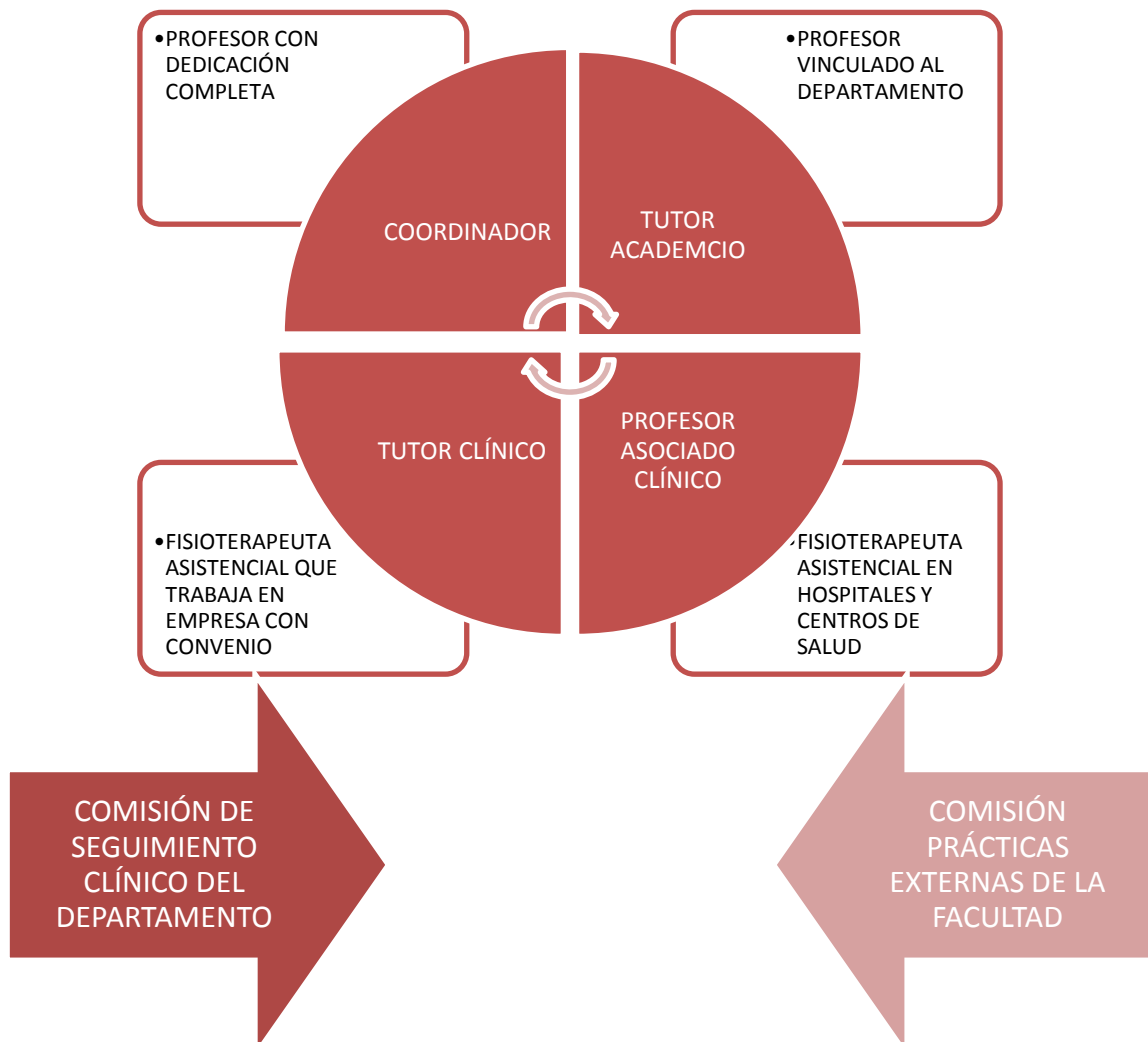 •PROFESOR CON
DEDICACIÓN
COMPLETA
•PROFESOR
VINCULADO AL
DEPARTAMENTO
COORDINADOR
TUTOR
ACADEMCIO
TUTOR CLÍNICO
PROFESOR
ASOCIADO
CLÍNICO
•FISIOTERAPEUTA
ASISTENCIAL QUE
TRABAJA EN
EMPRESA CON
CONVENIO
•FISIOTERAPEUTA
ASISTENCIAL EN
HOSPITALES Y
CENTROS DE
SALUD
COMISIÓN DE
SEGUIMIENTO
CLÍNICO DEL
DEPARTAMENTO
COMISIÓN
PRÁCTICAS
EXTERNAS DE LA
FACULTAD